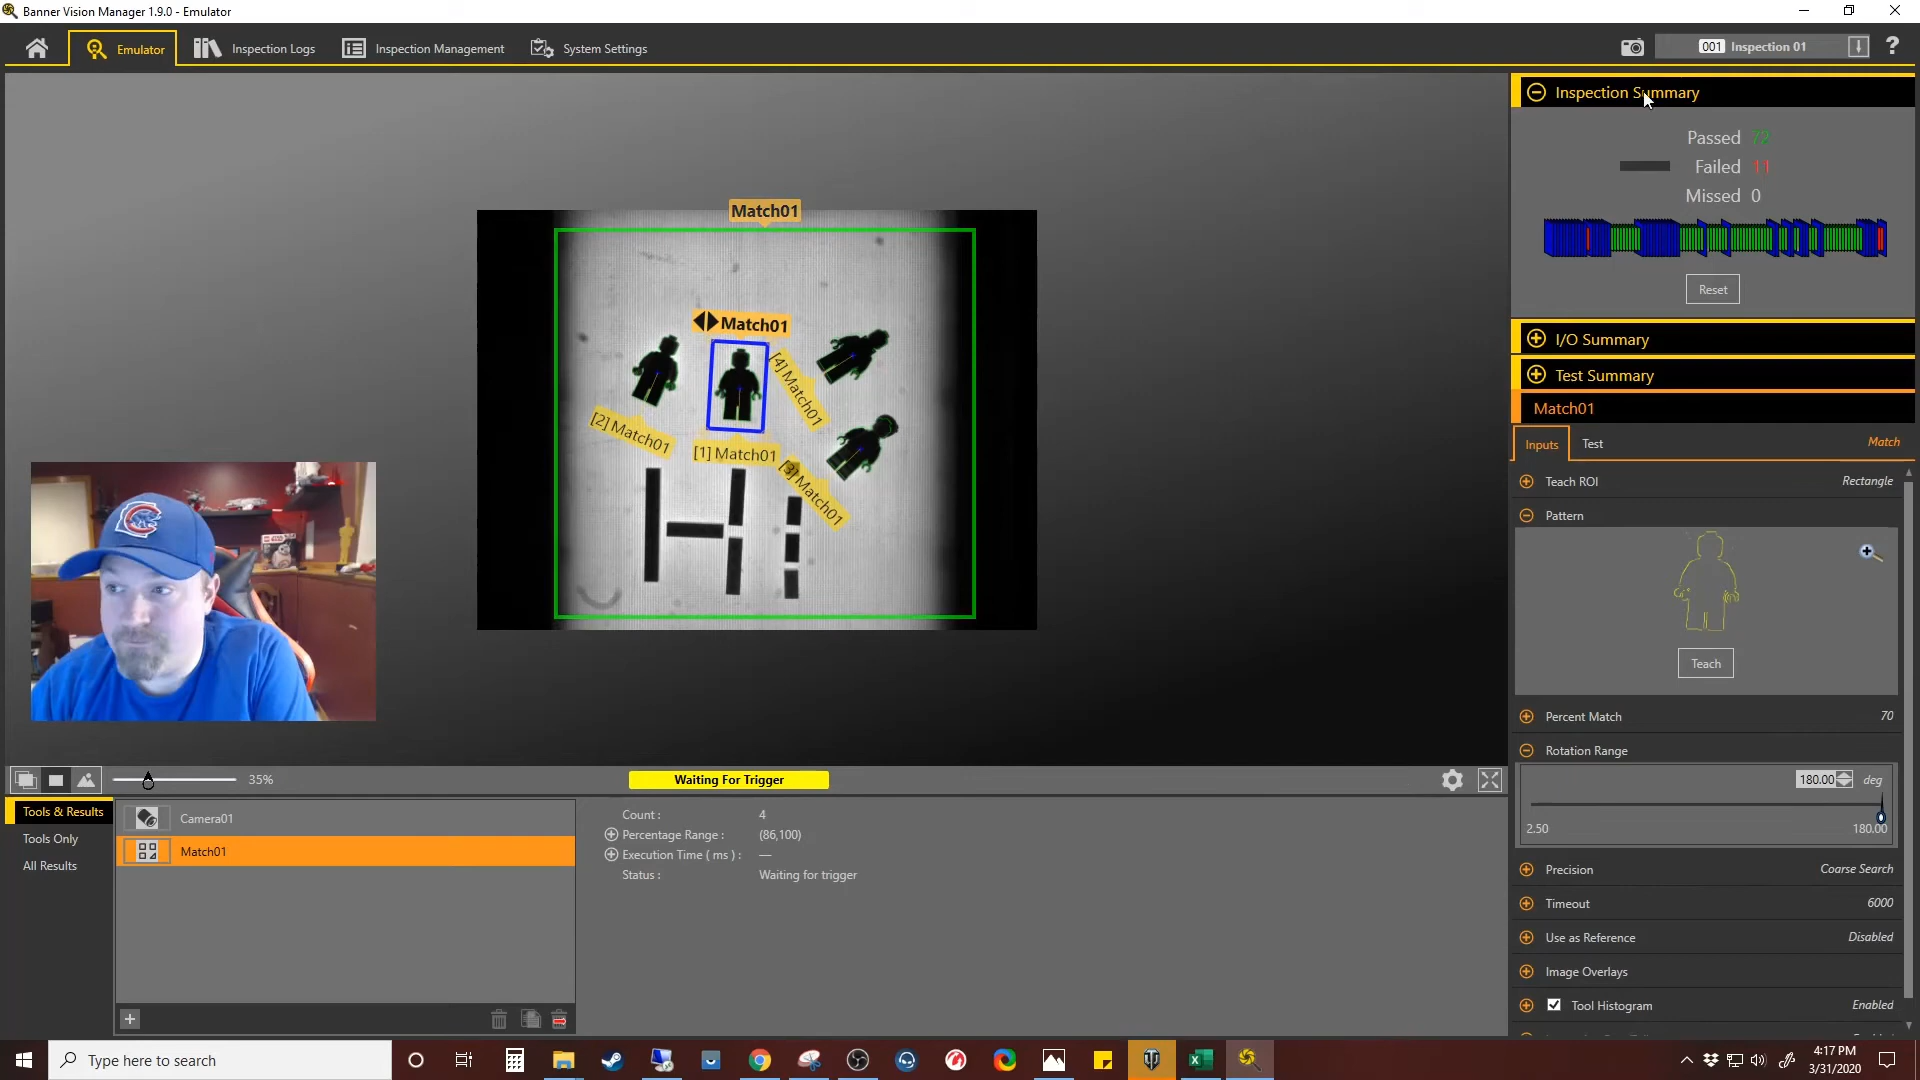 Banner Vision Manager 1.9.0 - Emulator
Emulator
Inspection Logs
Inspection Management
System Settings
001 Inspection 01
?
Inspection Summary
Passed 72
Failed 11
Missed 0
Reset
I/O Summary
Test Summary
Match01
Inputs
Test
Match
Teach ROI
Rectangle
Pattern
Teach
Percent Match
70
Rotation Range
180.00
deg
2.50
180.00
Precision
Coarse Search
Timeout
6000
Use as Reference
Disabled
Image Overlays
Tool Histogram
Enabled
Match01
Match01
[4] Match01
[2] Match01
[1] Match01
[3] Match01
HI
C
35%
Waiting For Trigger
Tools & Results
Tools Only
All Results
Camera01
Match01
Count : 4
Percentage Range : (86,100)
Execution Time ( ms ) : —
Status : Waiting for trigger
Type here to search
4:17 PM
3/31/2020